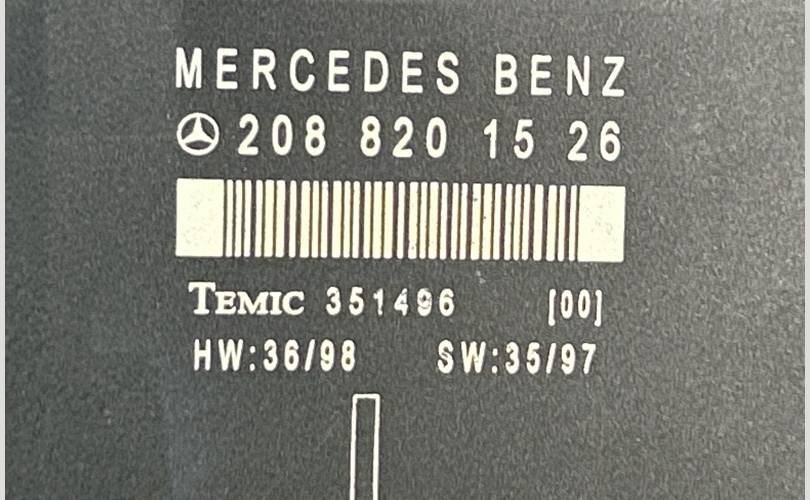 MERCEDES BENZ
208 820 15 26
TEMIC 351496 [00]
HW:36/98 SW:35/97